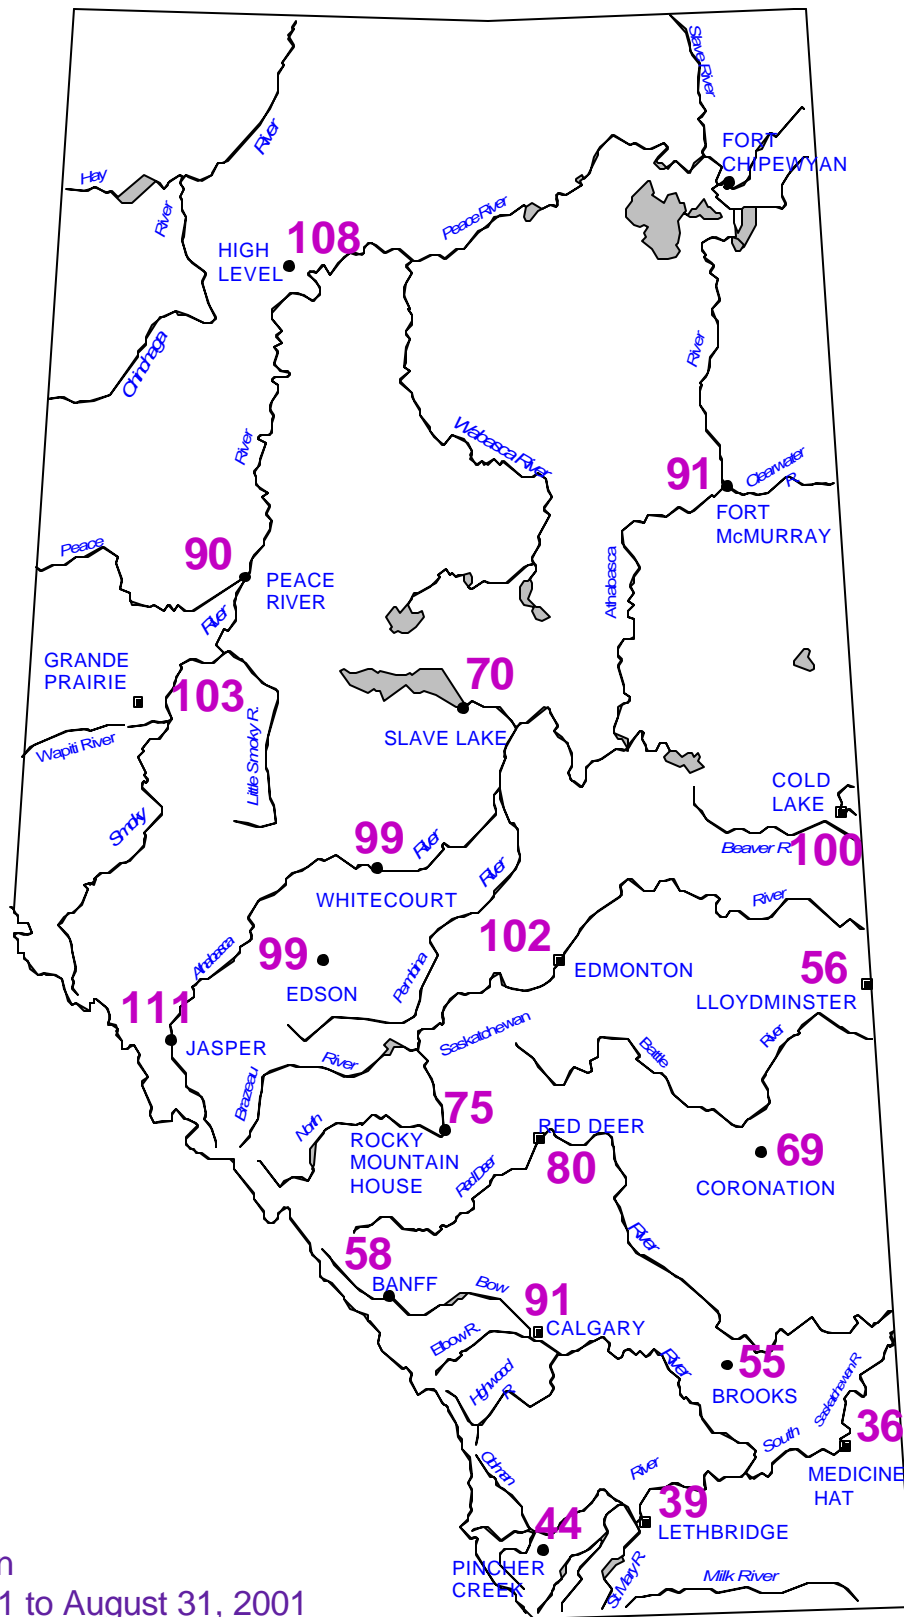 Slave River
FORT
CHIPEWYAN
Hay
River
River
Peace River
108
HIGH
LEVEL
Chinchaga
River
River
Wabasca River
91
Clearwater
R.
FORT
McMURRAY
Peace
90
PEACE
RIVER
River
Athabasca
GRANDE
PRAIRIE
103
70
SLAVE LAKE
Wapiti River
Little Smoky R.
Smoky
COLD
LAKE
Beaver R.
100
99
River
WHITECOURT
River
River
102
EDMONTON
Athabasca
99
EDSON
Pembina
56
LLOYDMINSTER
111
JASPER
Saskatchewan
River
Brazeau
Battle
River
North
75
ROCKY
MOUNTAIN
HOUSE
RED DEER
80
Red Deer
69
CORONATION
River
58
BANFF
Bow
91
CALGARY
Elbow R.
Highwood
R.
River
55
BROOKS
Saskatchewan R.
South
36
MEDICINE
HAT
Oldman
River
39
LETHBRIDGE
44
PINCHER
CREEK
St. Mary R.
Milk River
n
1 to August 31, 2001